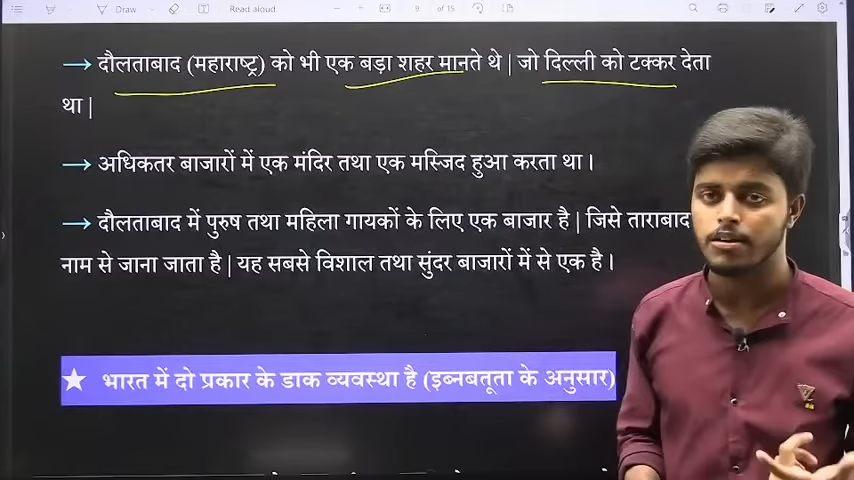 Draw
Read aloud
9 of 15
→ दौलताबाद (महाराष्ट्र) को भी एक बड़ा शहर मानते थे | जो दिल्ली को टक्कर देता
था |
→ अधिकतर बाजारों में एक मंदिर तथा एक मस्जिद हुआ करता था।
→ दौलताबाद में पुरुष तथा महिला गायकों के लिए एक बाजार है | जिसे ताराबाद
नाम से जाना जाता है | यह सबसे विशाल तथा सुंदर बाजारों में से एक है।
★ भारत में दो प्रकार के डाक व्यवस्था है (इब्नबतूता के अनुसार)